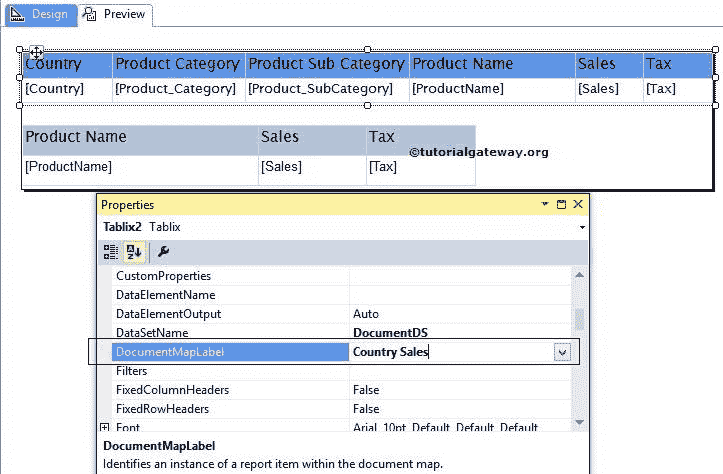 Design Preview
Country Product Category Product Sub Category Product Name Sales Tax
[Country] [Product_Category] [Product_SubCategory] [ProductName] [Sales] [Tax]
Product Name Sales Tax
©tutorialgateway.org
[ProductName] [Sales] [Tax]
Properties
Tablix2 Tablix
CustomProperties
DataElementName
DataElementOutput Auto
DataSetName DocumentDS
DocumentMapLabel Country Sales
Filters
FixedColumnHeaders False
FixedRowHeaders False
Font Arial, 10pt, Default, Default, Default
DocumentMapLabel
Identifies an instance of a report item within the document map.